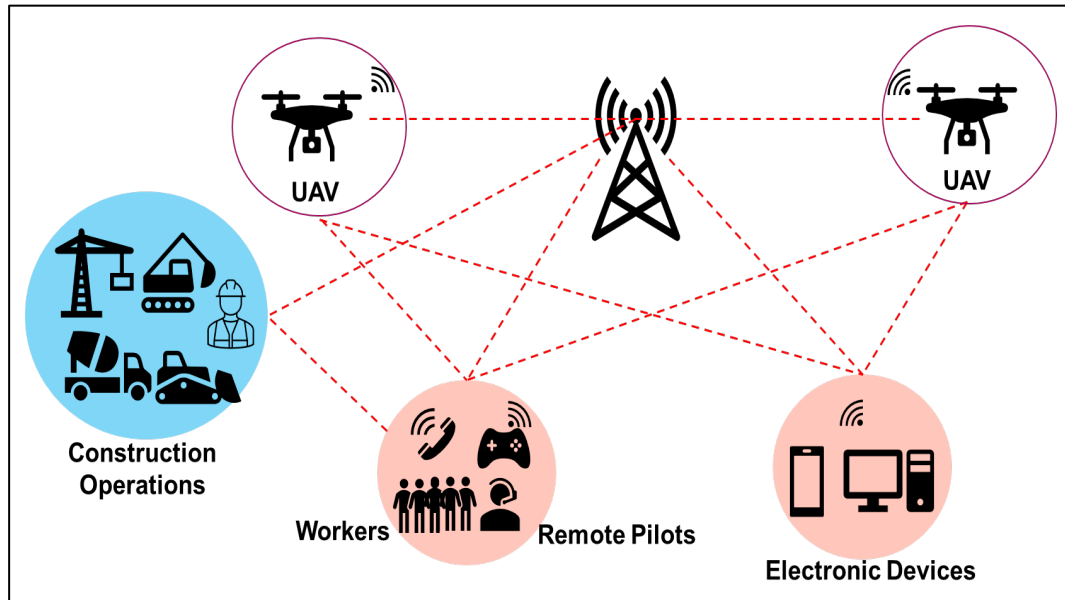 UAV
UAV
Construction
Operations
Workers
Remote Pilots
Electronic Devices